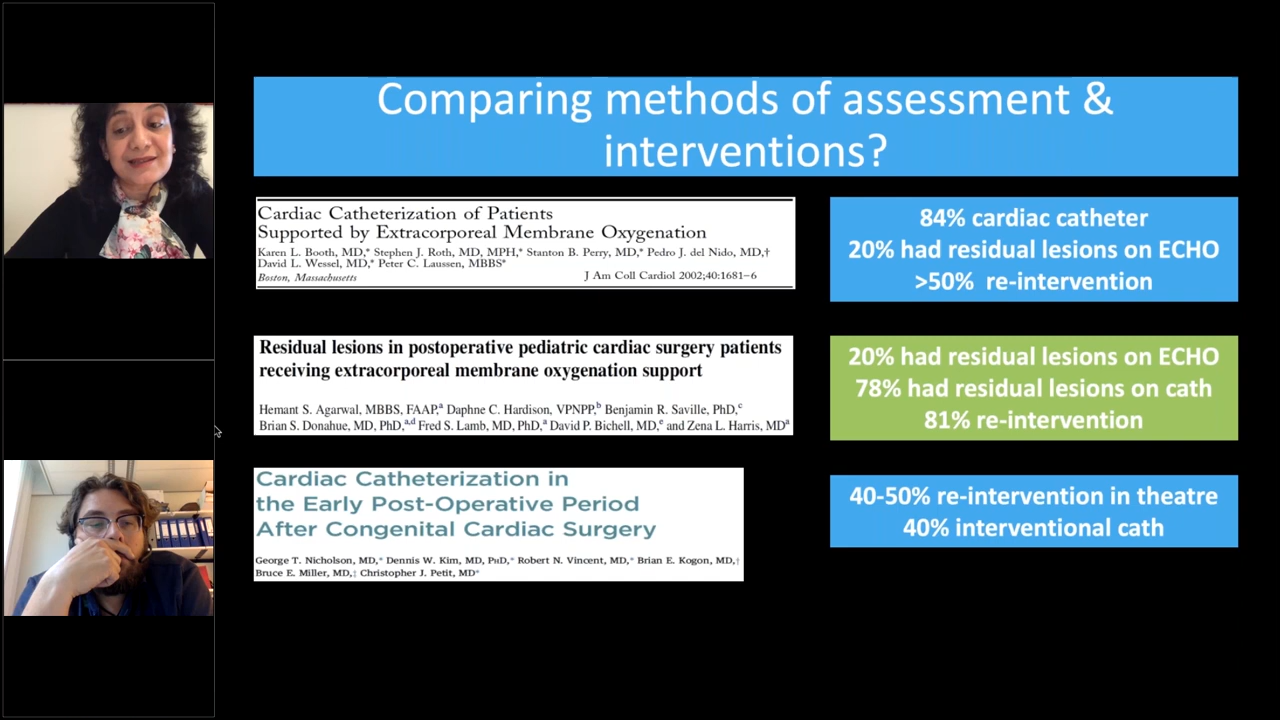 Comparing methods of assessment &
interventions?
Cardiac Catheterization of Patients
Supported by Extracorporeal Membrane Oxygenation
Karen L. Booth, MD,* Stephen J. Roth, MD, MPH,* Stanton B. Perry, MD,* Pedro J. del Nido, MD,†
David L. Wessel, MD,* Peter C. Laussen, MBBS*
Boston, Massachusetts J Am Coll Cardiol 2002;40:1681–6
84% cardiac catheter
20% had residual lesions on ECHO
>50% re-intervention
Residual lesions in postoperative pediatric cardiac surgery patients
receiving extracorporeal membrane oxygenation support
Hemant S. Agarwal, MBBS, FAAP,a Daphne C. Hardison, VPNPP,b Benjamin R. Saville, PhD,c
Brian S. Donahue, MD, PhD,a,d Fred S. Lamb, MD, PhD,a David P. Bichell, MD,e and Zena L. Harris, MDa
20% had residual lesions on ECHO
78% had residual lesions on cath
81% re-intervention
Cardiac Catheterization in
the Early Post-Operative Period
After Congenital Cardiac Surgery
George T. Nicholson, MD,* Dennis W. Kim, MD, PhD,* Robert N. Vincent, MD,* Brian E. Kogon, MD,†
Bruce E. Miller, MD,‡ Christopher J. Petit, MD*
40-50% re-intervention in theatre
40% interventional cath